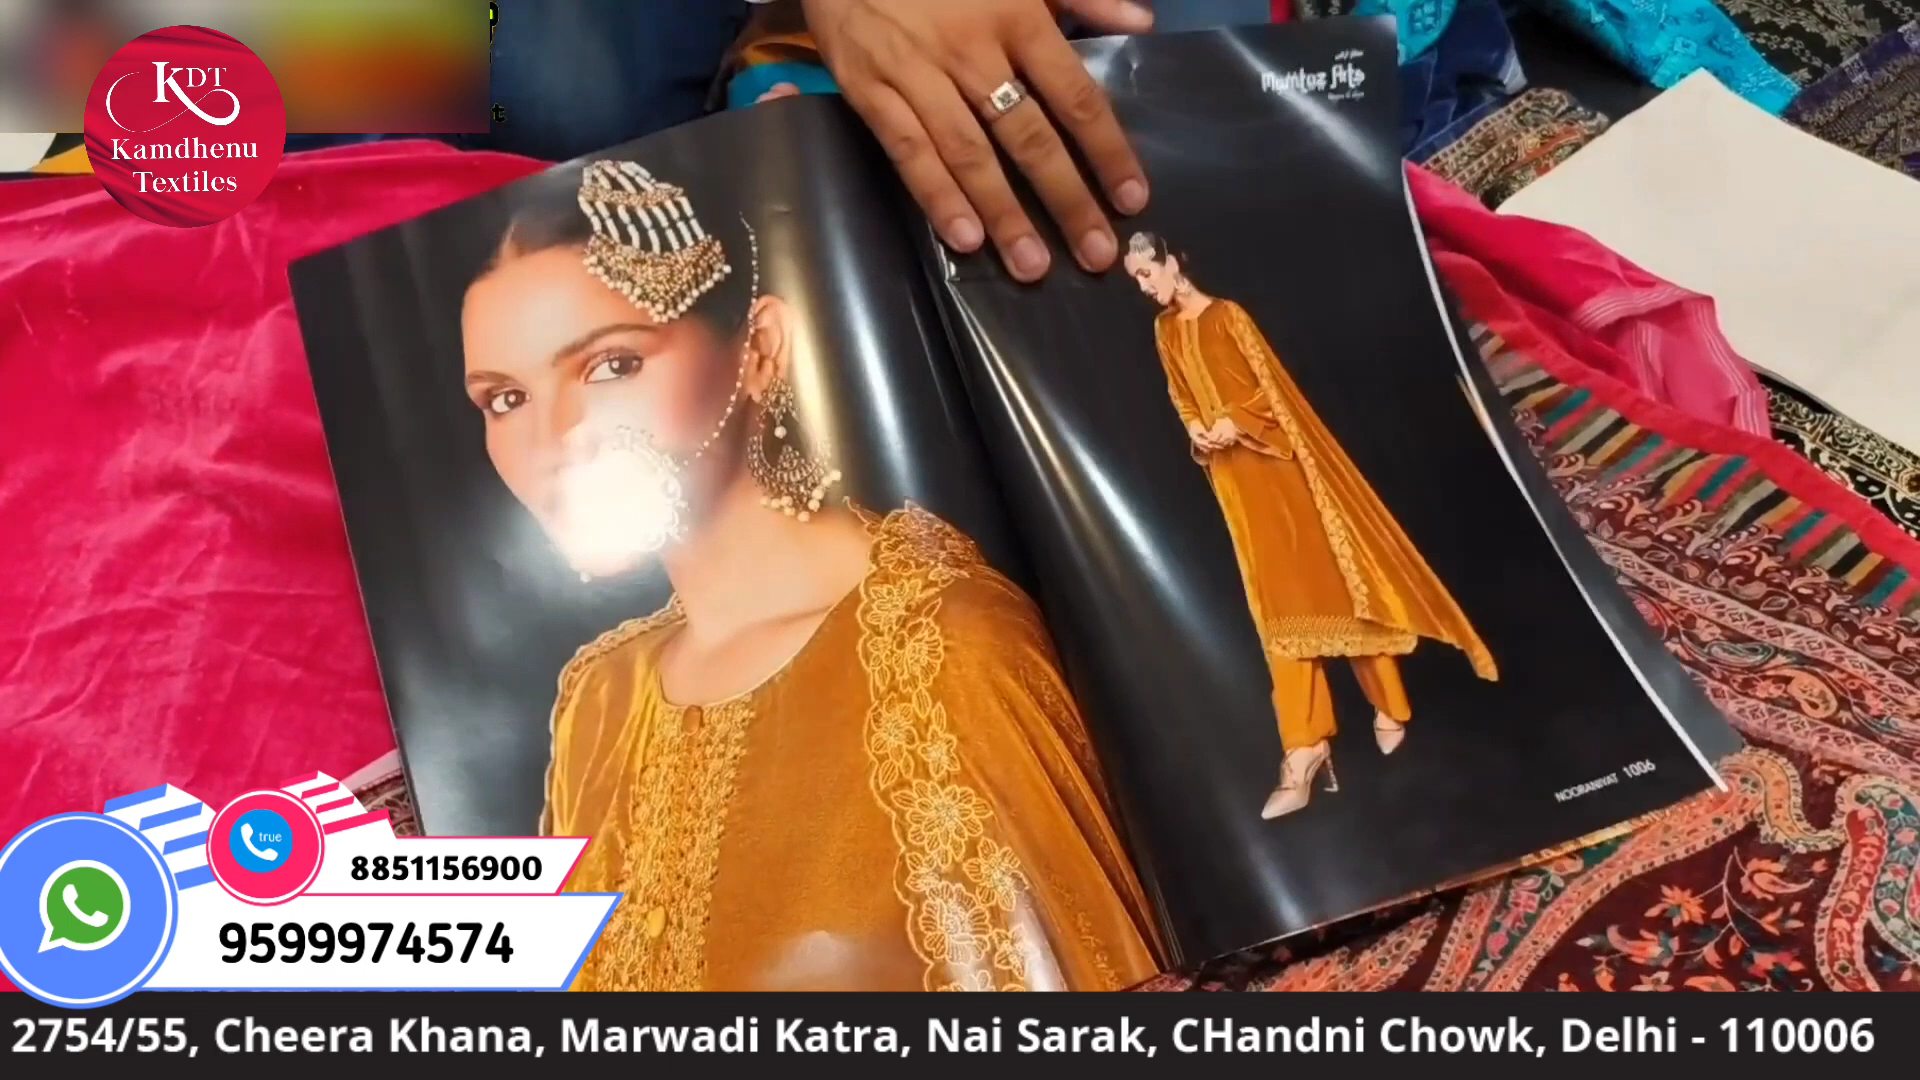 KDT
Kamdhenu
Textiles
Mumtaz Arts
NOORANIYAT 1006
true
8851156900
9599974574
2754/55, Cheera Khana, Marwadi Katra, Nai Sarak, CHandni Chowk, Delhi - 110006